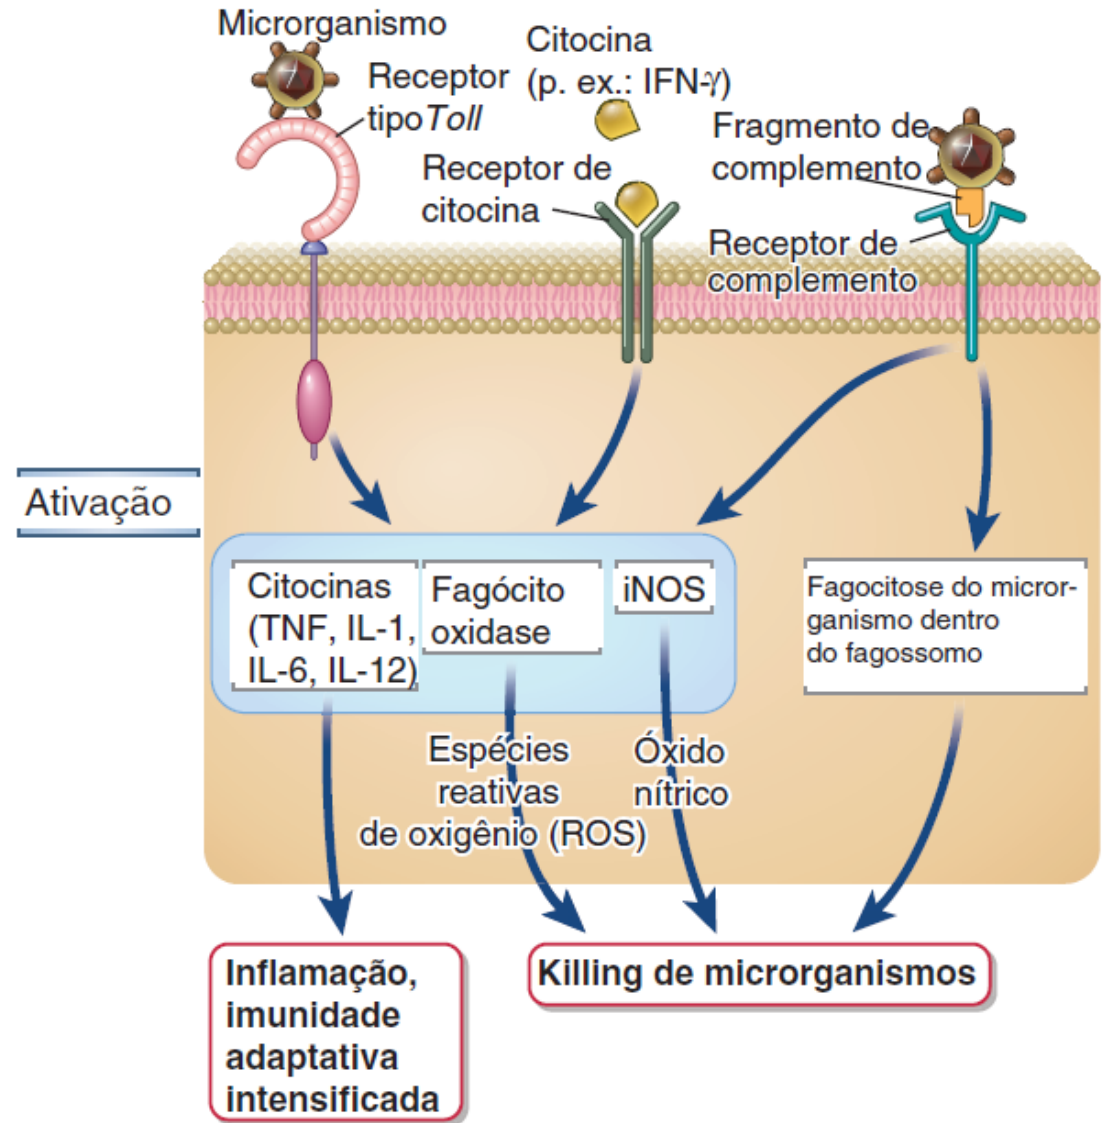 Microrganismo
Receptor
tipo Toll
Citocina
(p. ex.: IFN-γ)
Receptor de
citocina
Fragmento de
complemento
Receptor de
complemento
Ativação
Citocinas
(TNF, IL-1,
IL-6, IL-12)
Fagócito
oxidase
iNOS
Fagocitose do micror-
ganismo dentro
do fagossomo
Espécies
reativas
de oxigênio (ROS)
Óxido
nítrico
Inflamação,
imunidade
adaptativa
intensificada
Killing de microrganismos